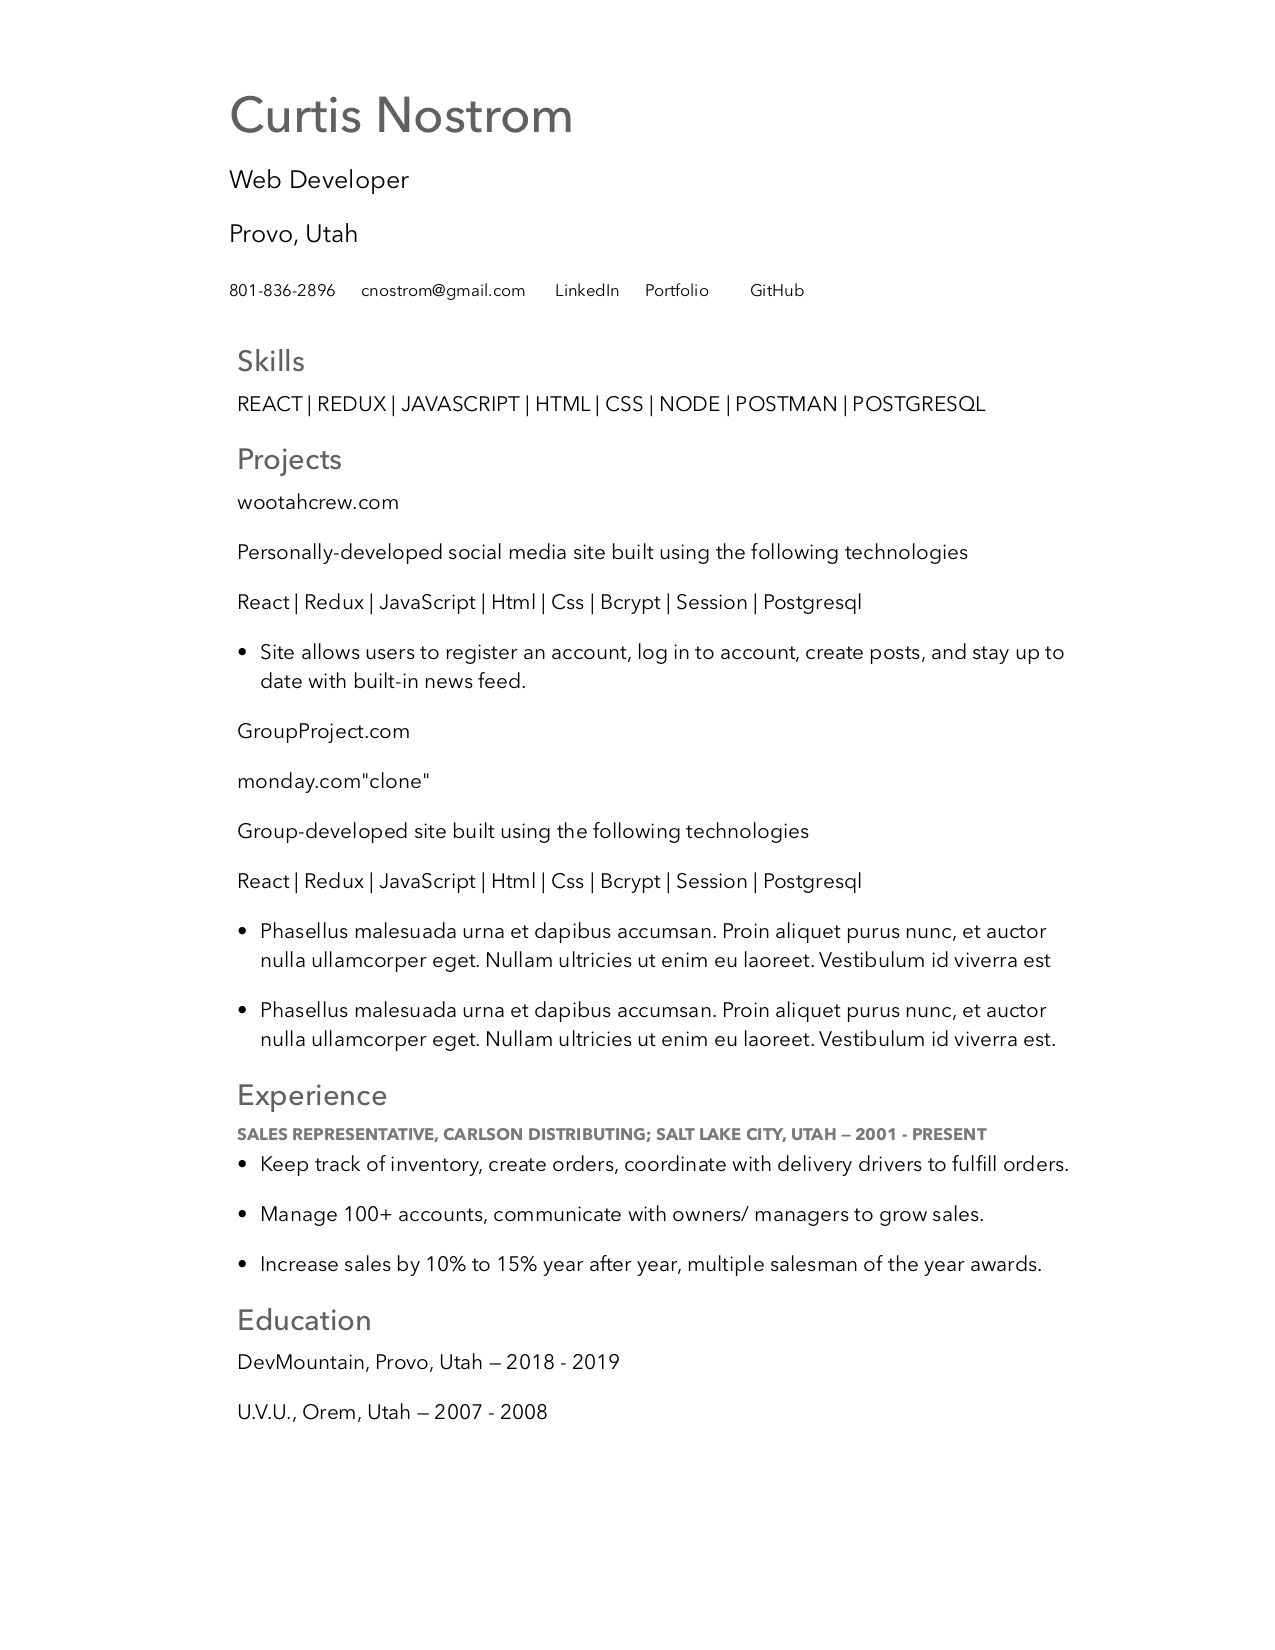 Curtis Nostrom
Web Developer
Provo, Utah
801-836-2896 cnostrom@gmail.com LinkedIn Portfolio GitHub
Skills
REACT | REDUX | JAVASCRIPT | HTML | CSS | NODE | POSTMAN | POSTGRESQL
Projects
wootahcrew.com
Personally-developed social media site built using the following technologies
React | Redux | JavaScript | Html | Css | Bcrypt | Session | Postgresql
• Site allows users to register an account, log in to account, create posts, and stay up to
date with built-in news feed.
GroupProject.com
monday.com"clone"
Group-developed site built using the following technologies
React | Redux | JavaScript | Html | Css | Bcrypt | Session | Postgresql
• Phasellus malesuada urna et dapibus accumsan. Proin aliquet purus nunc, et auctor
nulla ullamcorper eget. Nullam ultricies ut enim eu laoreet. Vestibulum id viverra est
• Phasellus malesuada urna et dapibus accumsan. Proin aliquet purus nunc, et auctor
nulla ullamcorper eget. Nullam ultricies ut enim eu laoreet. Vestibulum id viverra est.
Experience
SALES REPRESENTATIVE, CARLSON DISTRIBUTING; SALT LAKE CITY, UTAH — 2001 - PRESENT
• Keep track of inventory, create orders, coordinate with delivery drivers to fulfill orders.
• Manage 100+ accounts, communicate with owners/ managers to grow sales.
• Increase sales by 10% to 15% year after year, multiple salesman of the year awards.
Education
DevMountain, Provo, Utah — 2018 - 2019
U.V.U., Orem, Utah — 2007 - 2008